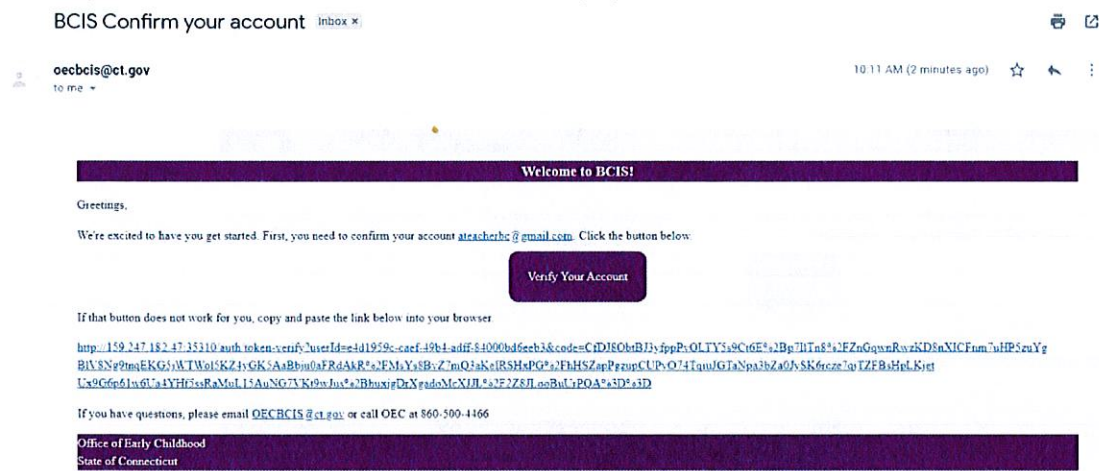 BCIS Confirm your account Inbox ×
oecbcis@ct.gov
10:11 AM (2 minutes ago)
to me
Welcome to BCIS!
Greetings,
We're excited to have you get started. First, you need to confirm your account ateacherbc@gmail.com. Click the button below.
Verify Your Account
If that button does not work for you, copy and paste the link below into your browser.
If you have questions, please email OECBCIS@ct.gov or call OEC at 860-500-4466
Office of Early Childhood
State of Connecticut